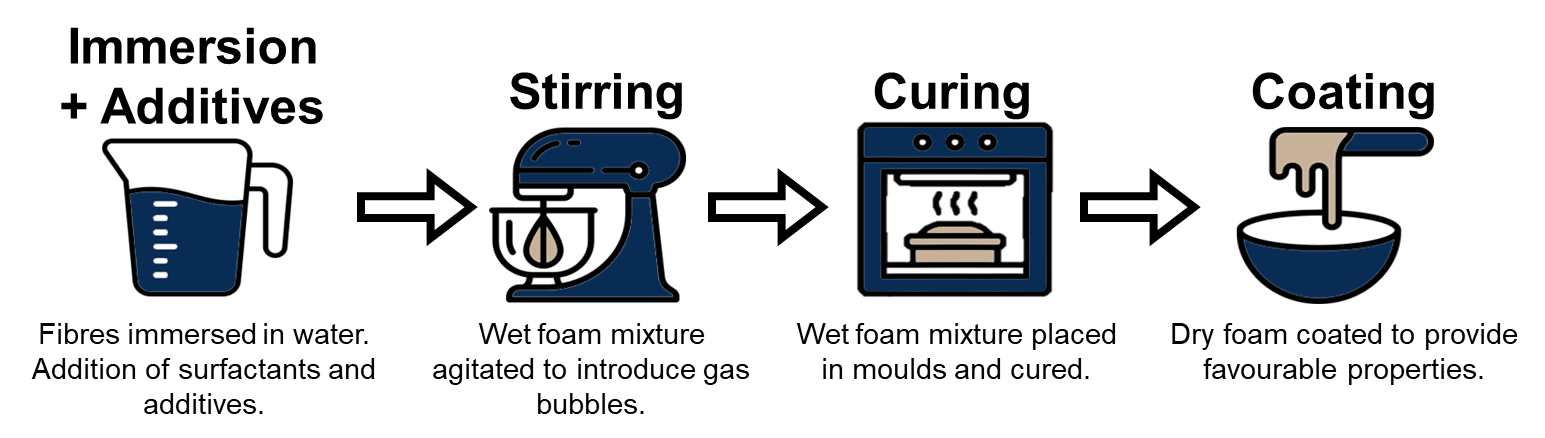 Immersion
+ Additives
Fibres immersed in water.
Addition of surfactants and
additives.
Stirring
Wet foam mixture
agitated to introduce gas
bubbles.
Curing
Wet foam mixture placed
in moulds and cured.
Coating
Dry foam coated to provide
favourable properties.